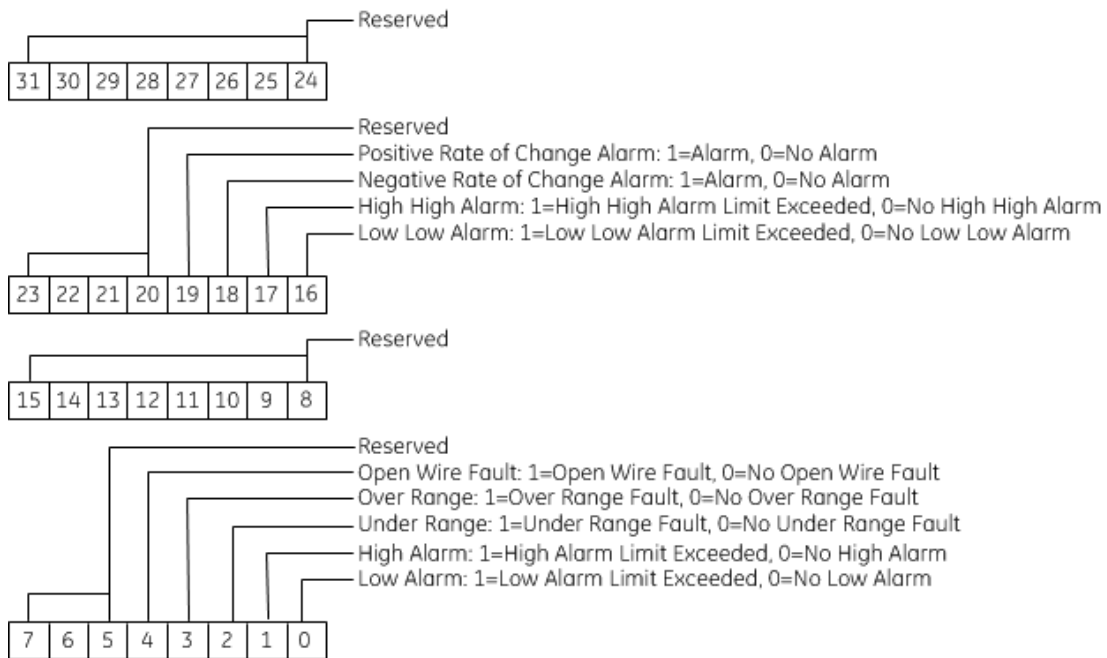 Reserved
31 30 29 28 27 26 25 24
Reserved
Positive Rate of Change Alarm: 1=Alarm, 0=No Alarm
Negative Rate of Change Alarm: 1=Alarm, 0=No Alarm
High High Alarm: 1=High High Alarm Limit Exceeded, 0=No High High Alarm
Low Low Alarm: 1=Low Low Alarm Limit Exceeded, 0=No Low Low Alarm
23 22 21 20 19 18 17 16
Reserved
15 14 13 12 11 10 9 8
Reserved
Open Wire Fault: 1=Open Wire Fault, 0=No Open Wire Fault
Over Range: 1=Over Range Fault, 0=No Over Range Fault
Under Range: 1=Under Range Fault, 0=No Under Range Fault
High Alarm: 1=High Alarm Limit Exceeded, 0=No High Alarm
Low Alarm: 1=Low Alarm Limit Exceeded, 0=No Low Alarm
7 6 5 4 3 2 1 0